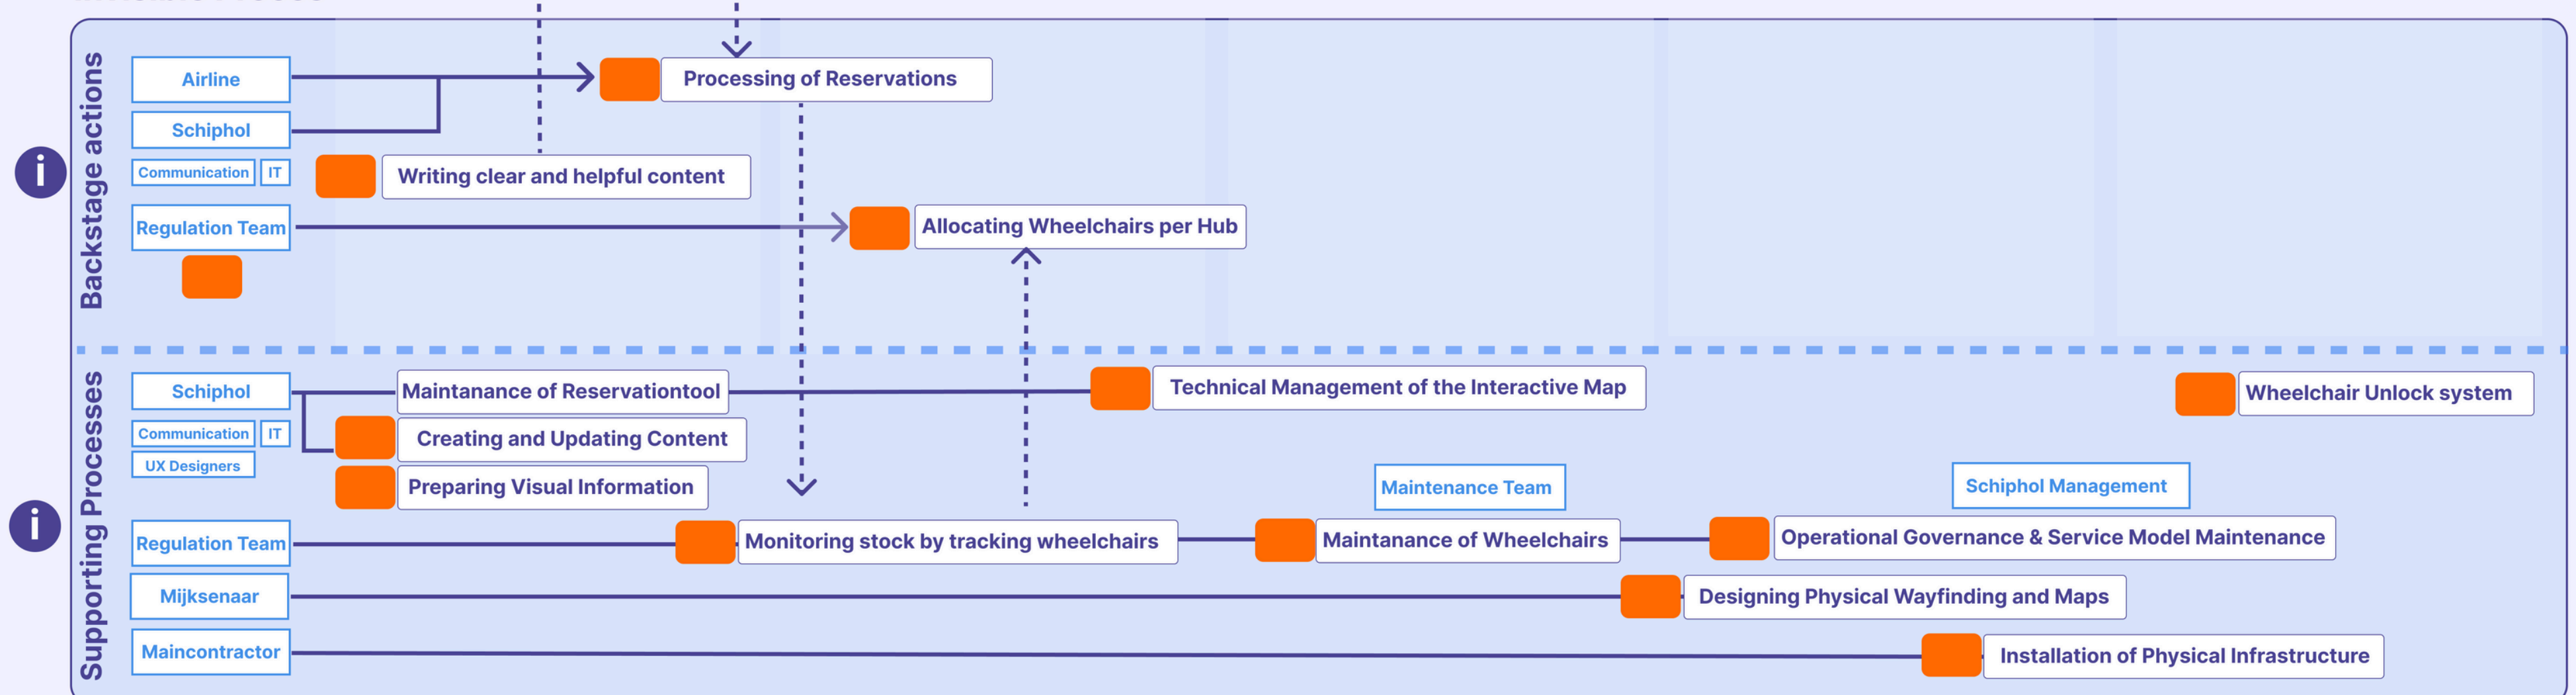 Backstage actions
Airline
Processing of Reservations
Schiphol
Communication
IT
Writing clear and helpful content
Regulation Team
Allocating Wheelchairs per Hub
i
Supporting Processes
Schiphol
Maintanance of Reservationtool
Technical Management of the Interactive Map
Wheelchair Unlock system
Communication
IT
Creating and Updating Content
UX Designers
Preparing Visual Information
Maintenance Team
Schiphol Management
i
Regulation Team
Monitoring stock by tracking wheelchairs
Maintanance of Wheelchairs
Operational Governance & Service Model Maintenance
Mijksenaar
Designing Physical Wayfinding and Maps
Maincontractor
Installation of Physical Infrastructure